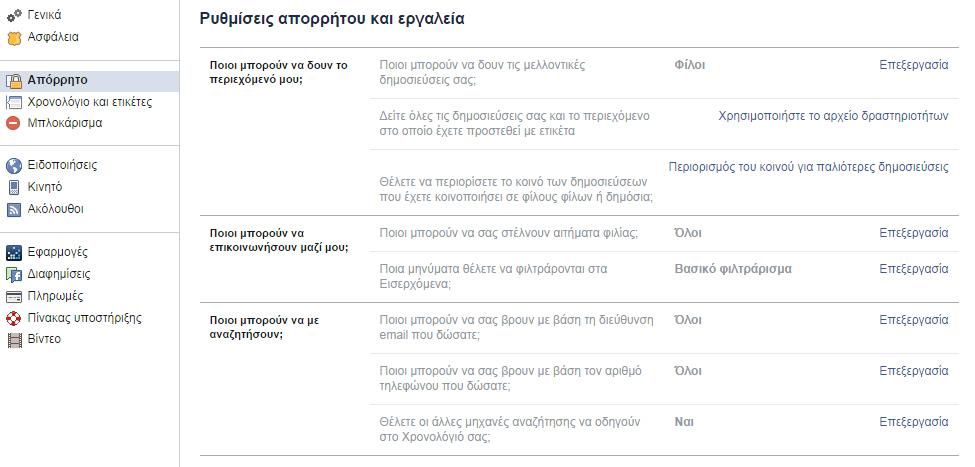 Γενικά
Ασφάλεια
Απόρρητο
Χρονολόγιο και ετικέτες
Μπλοκάρισμα
Ειδοποιήσεις
Κινητό
Ακόλουθοι
Εφαρμογές
Διαφημίσεις
Πληρωμές
Πίνακας υποστήριξης
Βίντεο
Ρυθμίσεις απορρήτου και εργαλεία
Ποιοι μπορούν να δουν το
περιεχόμενό μου;
Ποιοι μπορούν να δουν τις μελλοντικές
δημοσιεύσεις σας;
Φίλοι
Επεξεργασία
Δείτε όλες τις δημοσιεύσεις σας και το περιεχόμενο
στο οποίο έχετε προστεθεί με ετικέτα
Χρησιμοποιήστε το αρχείο δραστηριοτήτων
Θέλετε να περιορίσετε το κοινό των δημοσιεύσεων
που έχετε κοινοποιήσει σε φίλους φίλων ή δημόσια;
Περιορισμός του κοινού για παλιότερες δημοσιεύσεις
Ποιοι μπορούν να
επικοινωνήσουν μαζί μου;
Ποιοι μπορούν να σας στέλνουν αιτήματα φιλίας;
Όλοι
Επεξεργασία
Ποια μηνύματα θέλετε να φιλτράρονται στα
Εισερχόμενα;
Βασικό φιλτράρισμα
Επεξεργασία
Ποιοι μπορούν να με
αναζητήσουν;
Ποιοι μπορούν να σας βρουν με βάση τη διεύθυνση
email που δώσατε;
Όλοι
Επεξεργασία
Ποιοι μπορούν να σας βρουν με βάση τον αριθμό
τηλεφώνου που δώσατε;
Όλοι
Επεξεργασία
Θέλετε οι άλλες μηχανές αναζήτησης να οδηγούν
στο Χρονολόγιό σας;
Ναι
Επεξεργασία